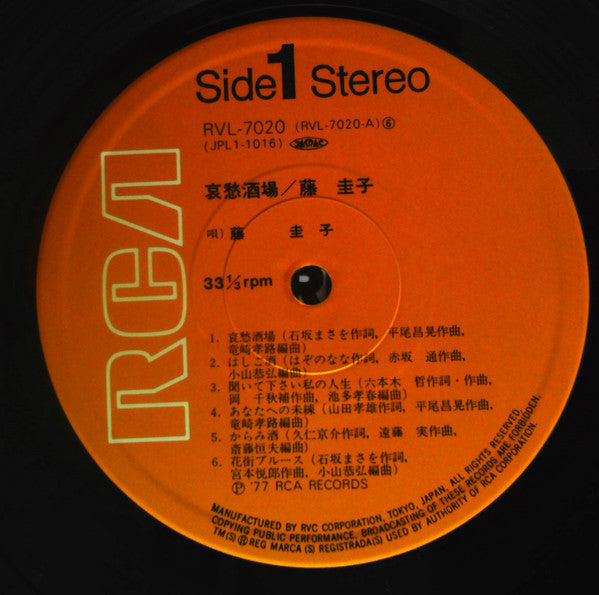 Side 1 Stereo
RVL-7020 (RVL-7020-A)⑥
(JPL1-1016)
哀愁酒場/藤 圭子
唄)藤 圭子
33⅓rpm
RCA
1. 哀愁酒場(石坂まさを作詞, 平尾昌晃作曲,
竜崎孝路編曲)
2. はしご酒(はぞのなな作詞, 赤坂 通作曲,
小山恭弘編曲)
3. 聞いて下さい私の人生(六本木 哲作詞・作曲,
岡 千秋補作曲, 池多孝春編曲)
4. あなたへの未練(山田孝雄作詞, 平尾昌晃作曲,
竜崎孝路編曲)
5. からみ酒(久仁京介作詞, 遠藤 実作曲,
斎藤恒夫編曲)
6. 花街ブルース(石坂まさを作詞,
宮本悦郎作曲, 小山恭弘編曲)
Ⓟ '77 RCA RECORDS
MANUFACTURED BY RVC CORPORATION, TOKYO, JAPAN, ALL RIGHTS RESERVED,
COPYING PUBLIC PERFORMANCE, BROADCASTING OF THESE RECORDS ARE FORBIDDEN.
TM(S)® REG MARCA(S) REGISTRADA(S) USED BY AUTHORITY OF RCA CORPORATION.